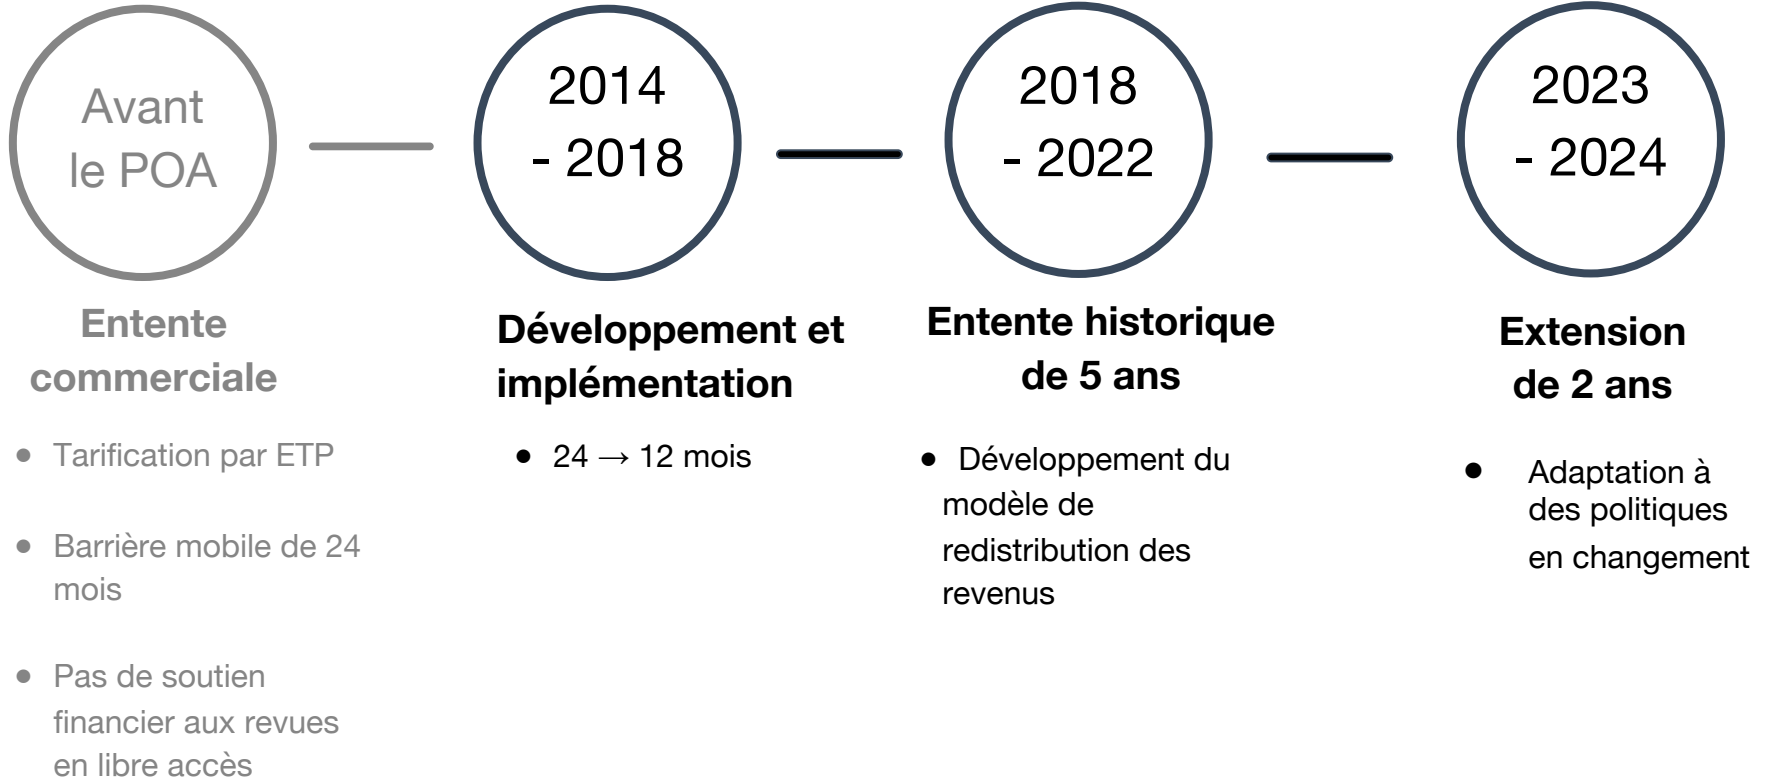 Avant
le POA
Entente
commerciale
• Tarification par ETP
• Barrière mobile de 24
mois
• Pas de soutien
financier aux revues
en libre accès
2014
- 2018
Développement et
implémentation
• 24 → 12 mois
2018
- 2022
Entente historique
de 5 ans
• Développement du
modèle de
redistribution des
revenus
2023
- 2024
Extension
de 2 ans
• Adaptation à
des politiques
en changement